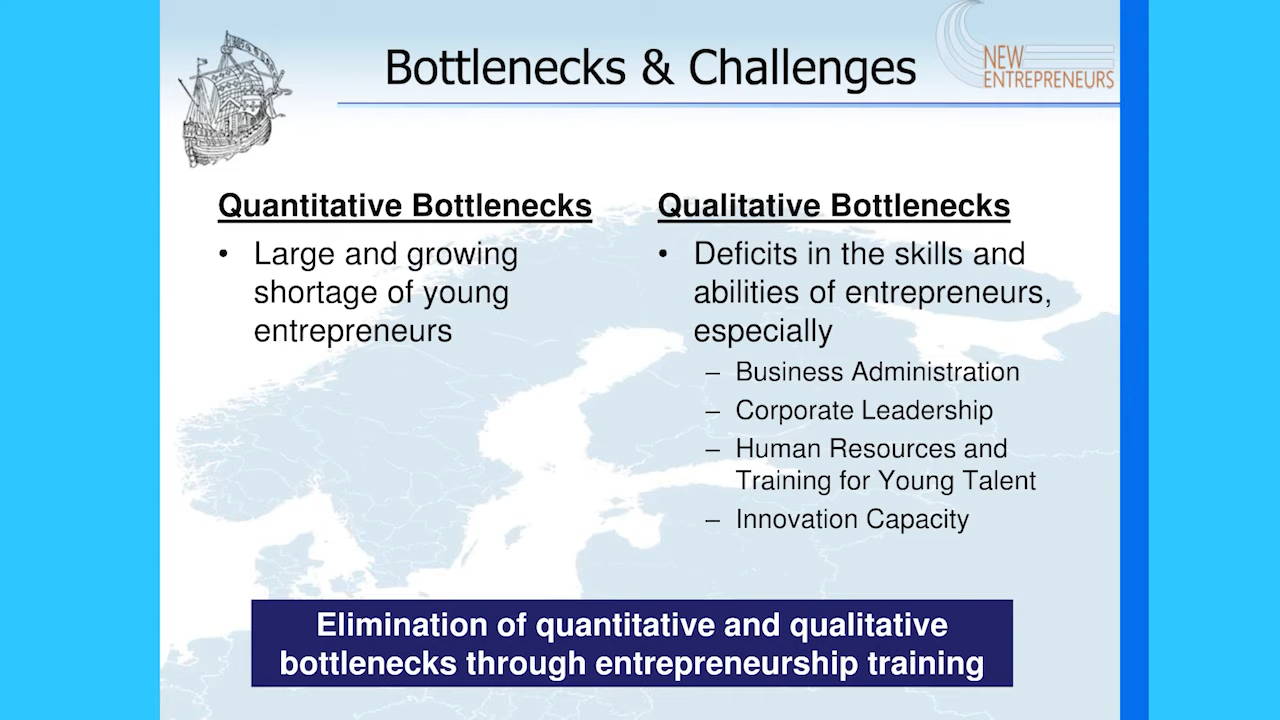 Bottlenecks & Challenges
NEW
ENTREPRENEURS
Quantitative Bottlenecks
• Large and growing
shortage of young
entrepreneurs
Qualitative Bottlenecks
• Deficits in the skills and
abilities of entrepreneurs,
especially
– Business Administration
– Corporate Leadership
– Human Resources and
Training for Young Talent
– Innovation Capacity
Elimination of quantitative and qualitative
bottlenecks through entrepreneurship training